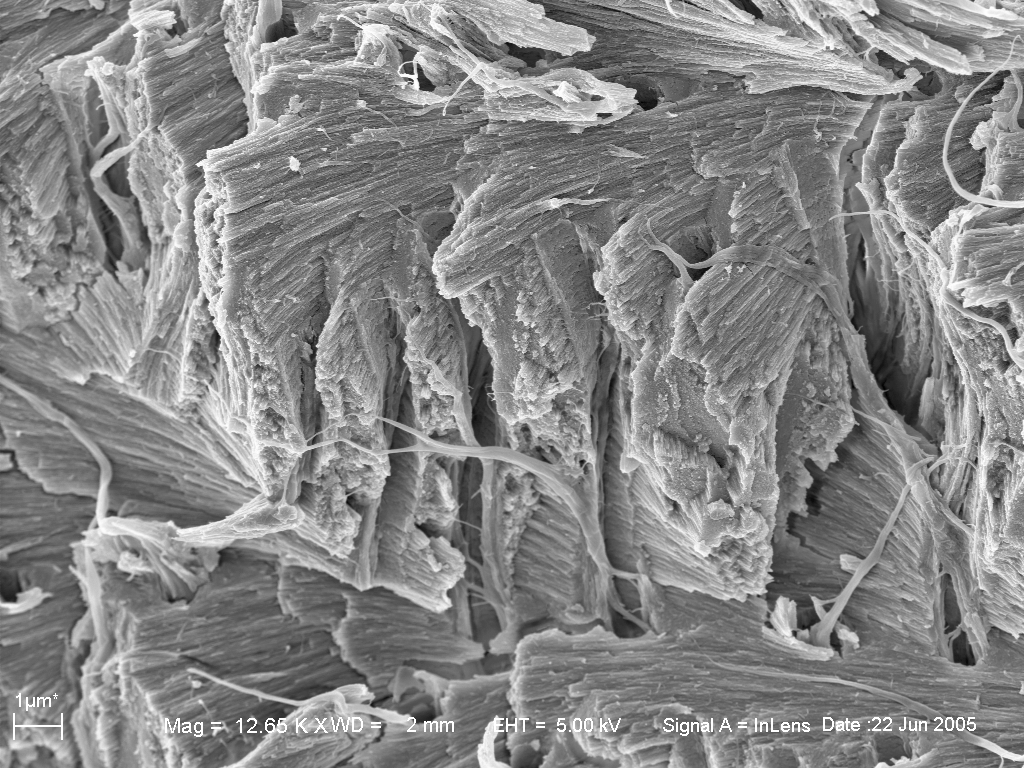 1µm*
Mag = 12.65 K X WD = 2 mm EHT = 5.00 kV Signal A = InLens Date :22 Jun 2005